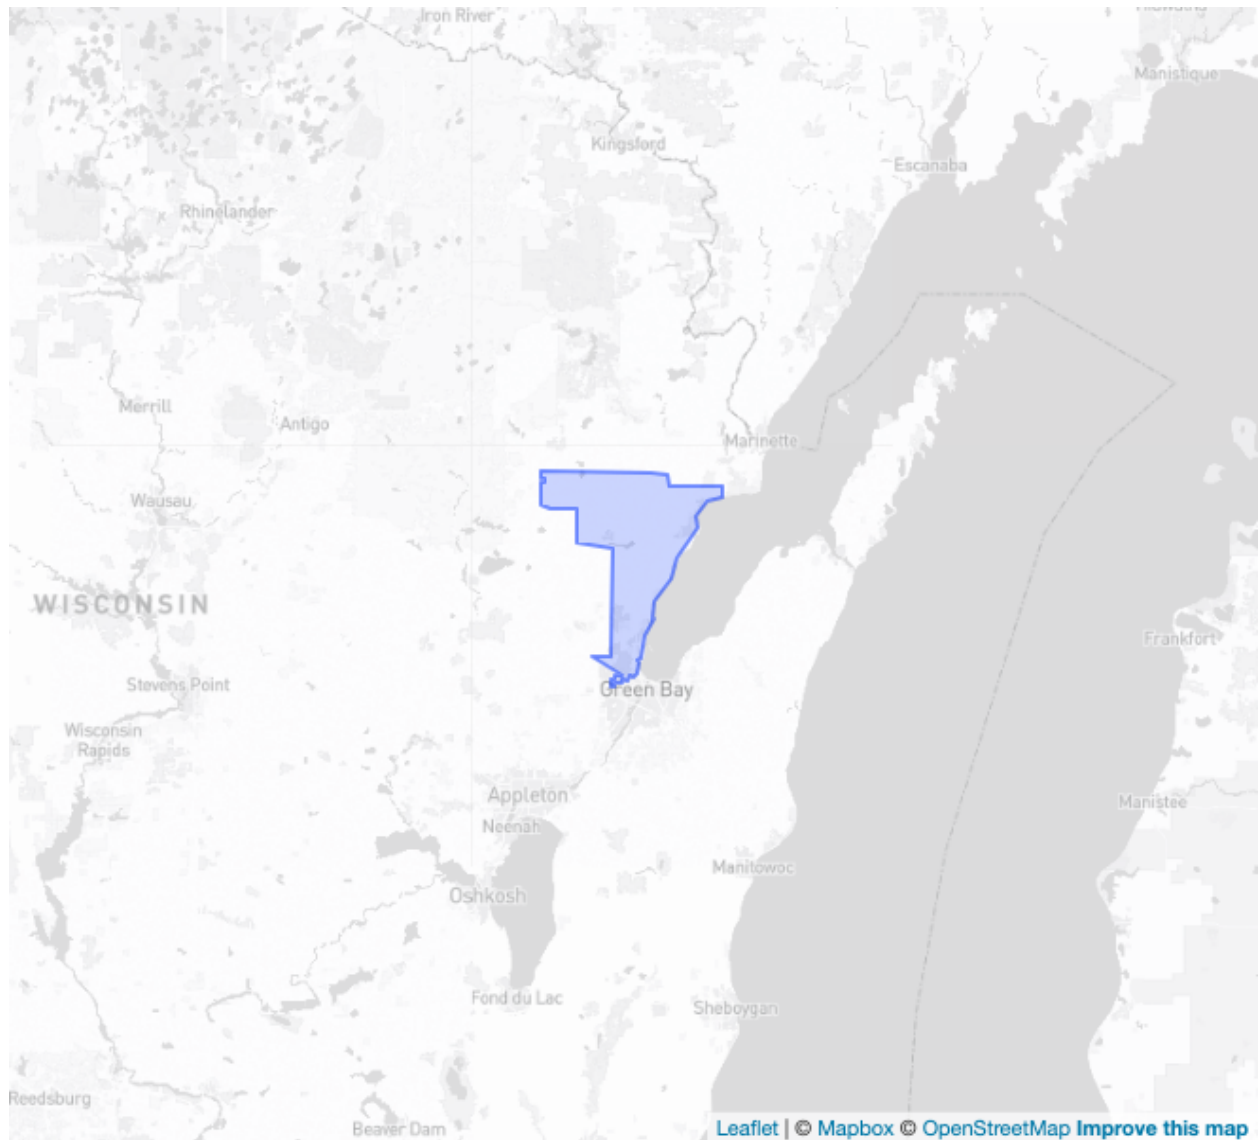 Iron River
Manistique
Kingsford
Escanaba
Rhinelander
Merrill
Antigo
Marinette
Wausau
WISCONSIN
Frankfort
Stevens Point
Green Bay
Wisconsin
Rapids
Appleton
Manistee
Neenah
Manitowoc
Oshkosh
Fond du Lac
Sheboygan
Reedsburg
Beaver Dam
Leaflet | © Mapbox © OpenStreetMap Improve this map